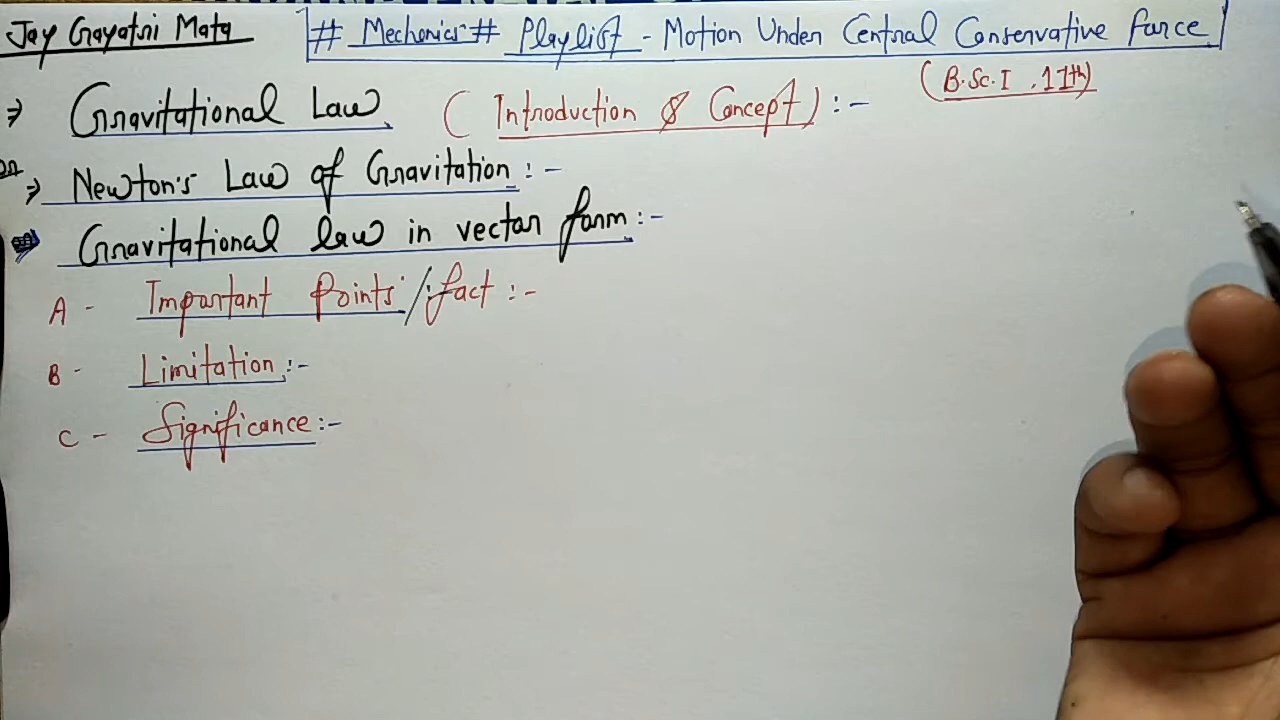 Jay Gayatri Mata
# Mechanics # Playlist - Motion Under Central Conservative Force
(B.Sc.I, 11th)
⇒ Gravitational Law (Introduction & Concept) :-
⇒ Newton's Law of Gravitation :-
Gravitational law in vector form :-
A - Important Points / Fact :-
B - Limitation :-
C - Significance :-